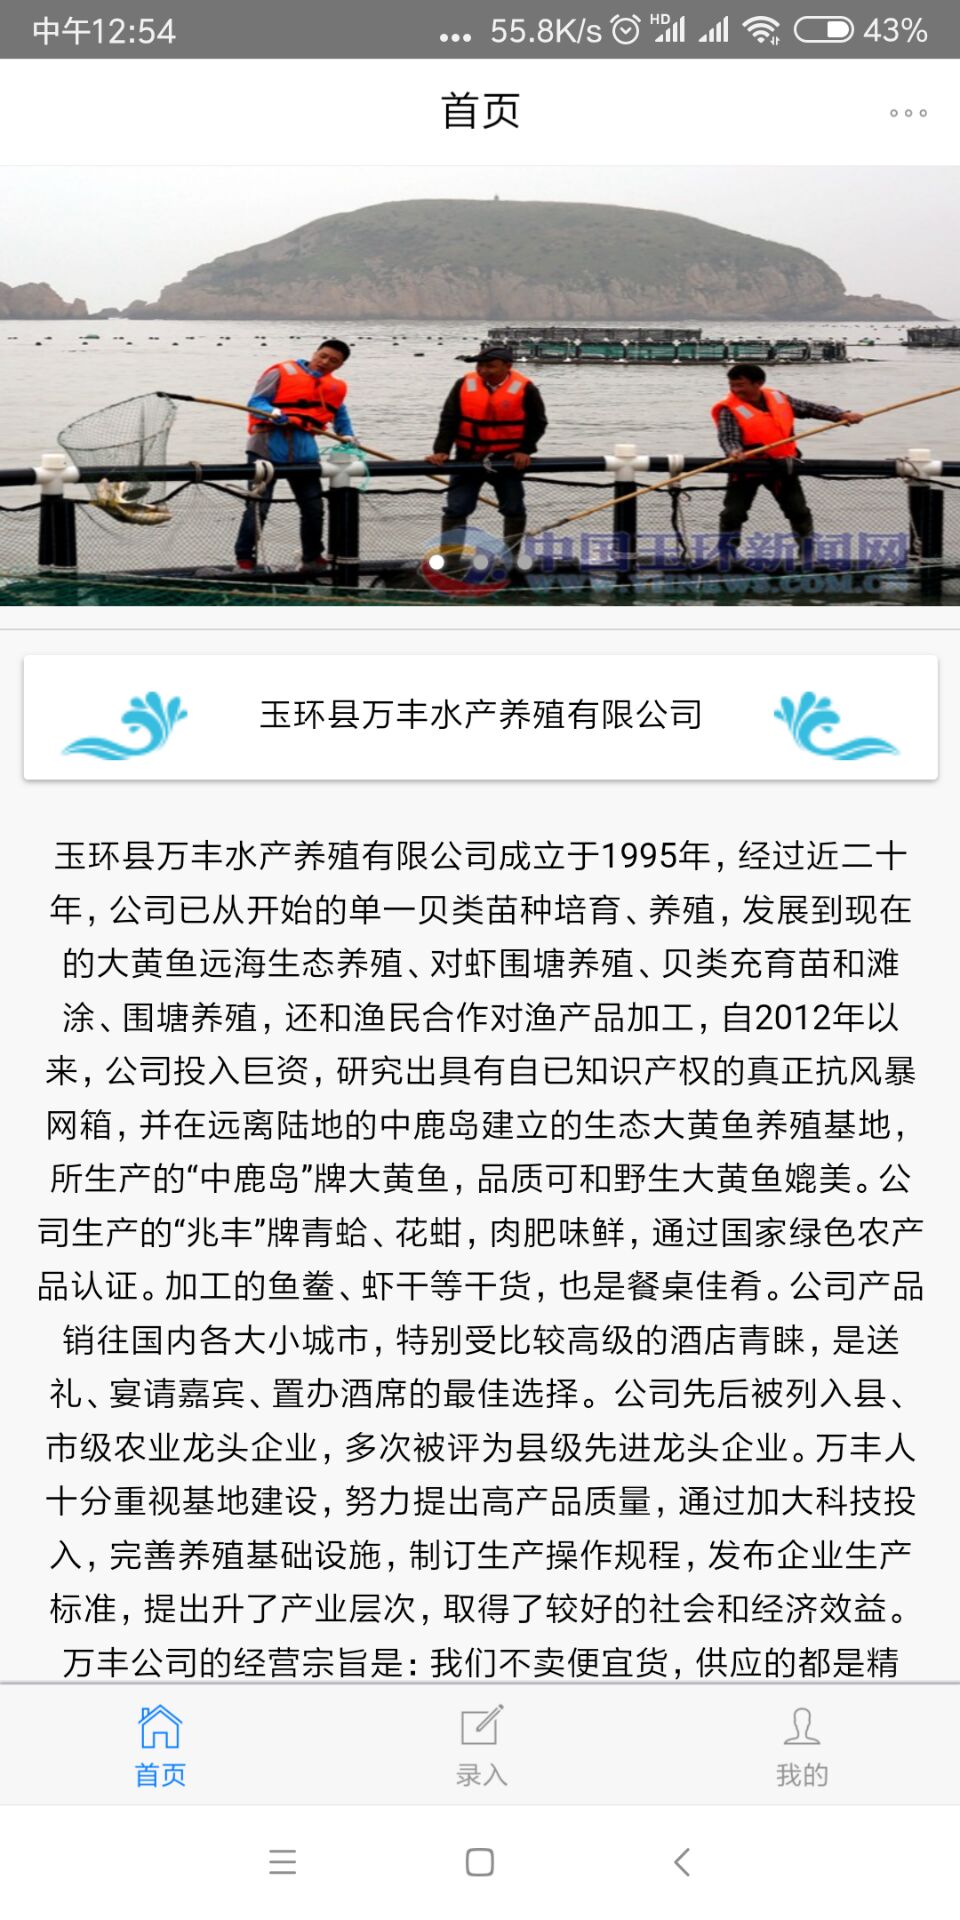 中午12:54
... 55.8K/s HD 43%
首页
中国玉环新闻网
WWW.YHNEWS.COM.CN
玉环县万丰水产养殖有限公司
玉环县万丰水产养殖有限公司成立于1995年，经过近二十
年，公司已从开始的单一贝类苗种培育、养殖，发展到现在
的大黄鱼远海生态养殖、对虾围塘养殖、贝类充育苗和滩
涂、围塘养殖，还和渔民合作对渔产品加工，自2012年以
来，公司投入巨资，研究出具有自已知识产权的真正抗风暴
网箱，并在远离陆地的中鹿岛建立的生态大黄鱼养殖基地，
所生产的“中鹿岛”牌大黄鱼，品质可和野生大黄鱼媲美。公
司生产的“兆丰”牌青蛤、花蚶，肉肥味鲜，通过国家绿色农产
品认证。加工的鱼鲞、虾干等干货，也是餐桌佳肴。公司产品
销往国内各大小城市，特别受比较高级的酒店青睐，是送
礼、宴请嘉宾、置办酒席的最佳选择。 公司先后被列入县、
市级农业龙头企业，多次被评为县级先进龙头企业。万丰人
十分重视基地建设，努力提出高产品质量，通过加大科技投
入，完善养殖基础设施，制订生产操作规程，发布企业生产
标准，提出升了产业层次，取得了较好的社会和经济效益。
万丰公司的经营宗旨是：我们不卖便宜货，供应的都是精
首页
录入
我的